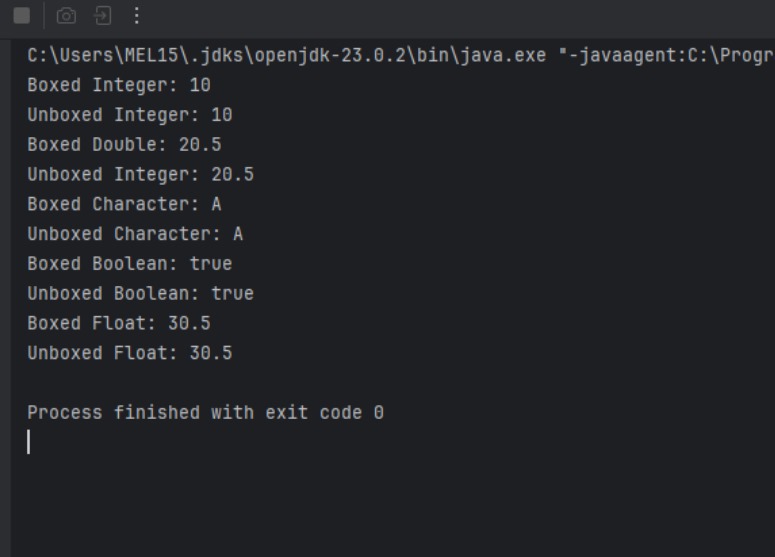 C:\Users\MEL15\.jdks\openjdk-23.0.2\bin\java.exe "-javaagent:C:\Progr
Boxed Integer: 10
Unboxed Integer: 10
Boxed Double: 20.5
Unboxed Integer: 20.5
Boxed Character: A
Unboxed Character: A
Boxed Boolean: true
Unboxed Boolean: true
Boxed Float: 30.5
Unboxed Float: 30.5
Process finished with exit code 0